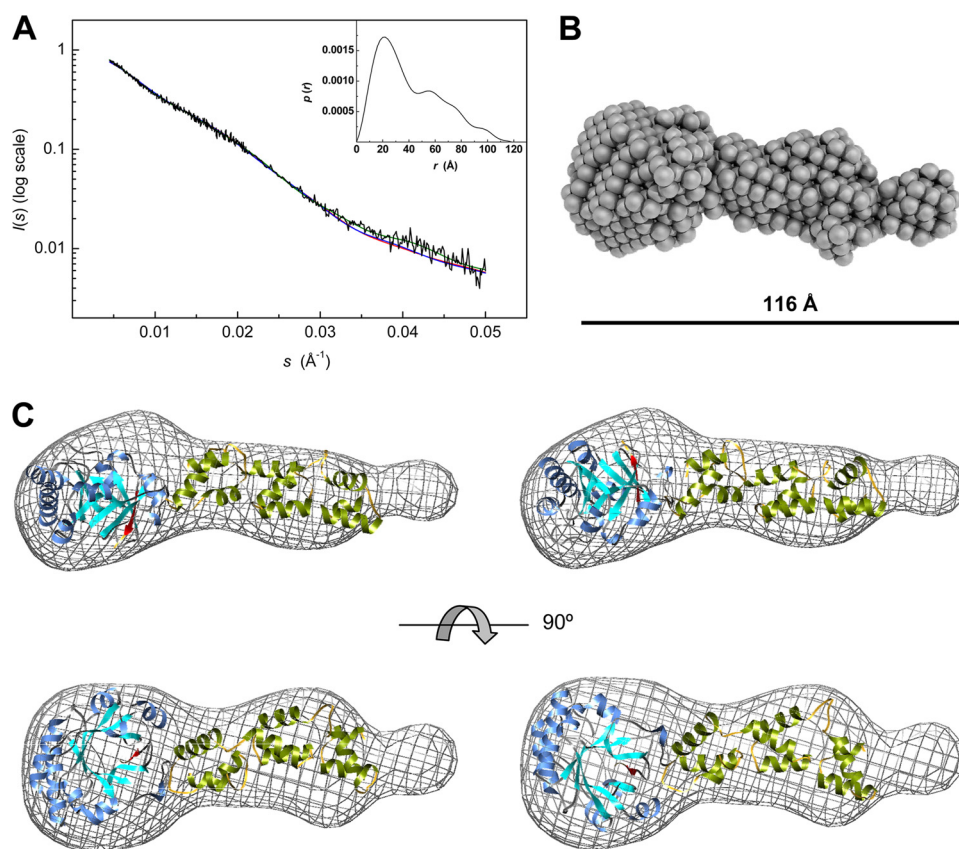 A
1
0.1
0.01
I(s) (log scale)
0.01 0.02 0.03 0.04 0.05
s (Å⁻¹)
0.0015
0.0010
0.0005
p (r)
0 20 40 60 80 100 120
r (Å)
B
116 Å
C
90º